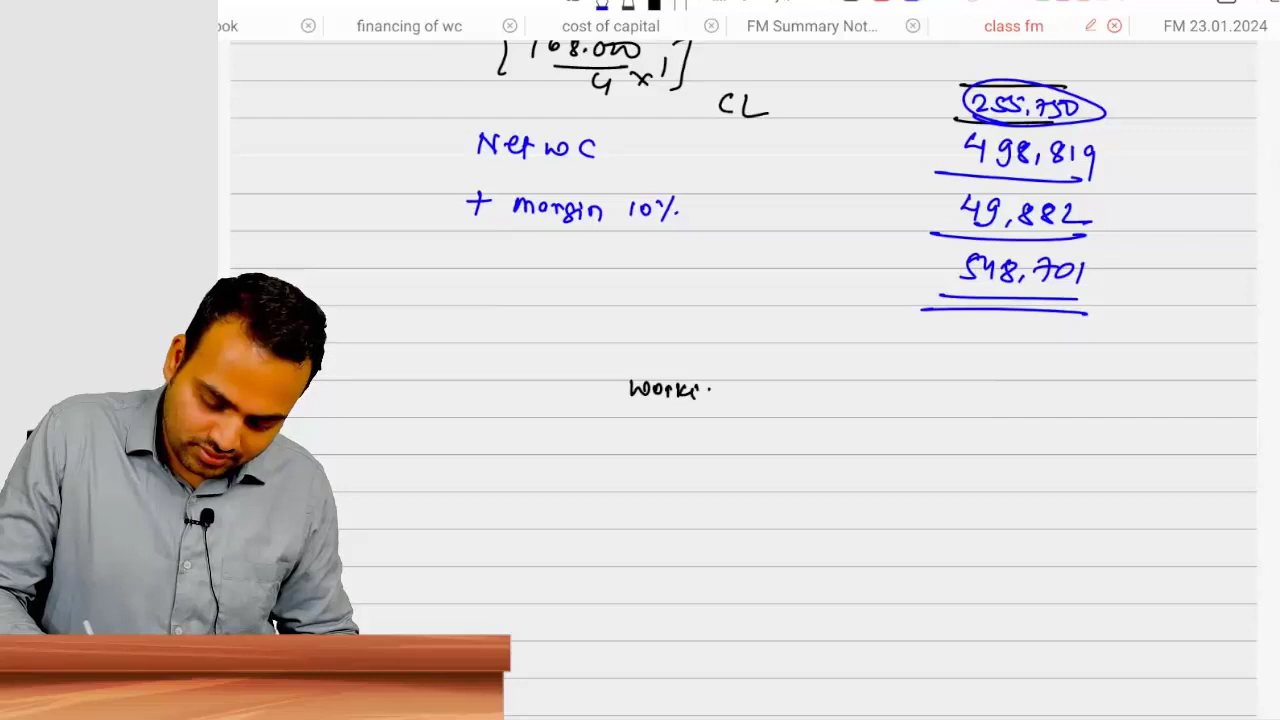 ook financing of wc cost of capital FM Summary Not... class fm FM 23.01.2024
[168.000/4 × 1]
CL 255,750
Net WC 498,819
+ margin 10% 49,882
548,701